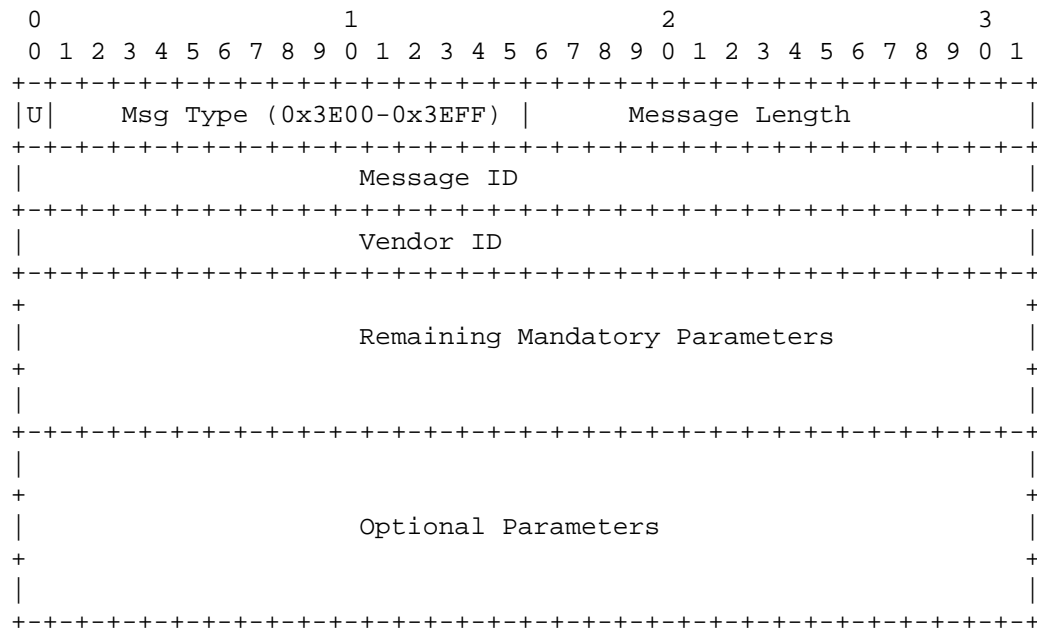 0                   1                   2                   3
 0 1 2 3 4 5 6 7 8 9 0 1 2 3 4 5 6 7 8 9 0 1 2 3 4 5 6 7 8 9 0 1
+-+-+-+-+-+-+-+-+-+-+-+-+-+-+-+-+-+-+-+-+-+-+-+-+-+-+-+-+-+-+-+-+
|U|    Msg Type (0x3E00-0x3EFF) |      Message Length           |
+-+-+-+-+-+-+-+-+-+-+-+-+-+-+-+-+-+-+-+-+-+-+-+-+-+-+-+-+-+-+-+-+
|                     Message ID                                |
+-+-+-+-+-+-+-+-+-+-+-+-+-+-+-+-+-+-+-+-+-+-+-+-+-+-+-+-+-+-+-+-+
|                     Vendor ID                                 |
+-+-+-+-+-+-+-+-+-+-+-+-+-+-+-+-+-+-+-+-+-+-+-+-+-+-+-+-+-+-+-+-+
+                                                               +
|                     Remaining Mandatory Parameters            |
+                                                               +
|                                                               |
+-+-+-+-+-+-+-+-+-+-+-+-+-+-+-+-+-+-+-+-+-+-+-+-+-+-+-+-+-+-+-+-+
|                                                               |
+                                                               +
|                     Optional Parameters                       |
+                                                               +
|                                                               |
+-+-+-+-+-+-+-+-+-+-+-+-+-+-+-+-+-+-+-+-+-+-+-+-+-+-+-+-+-+-+-+-+